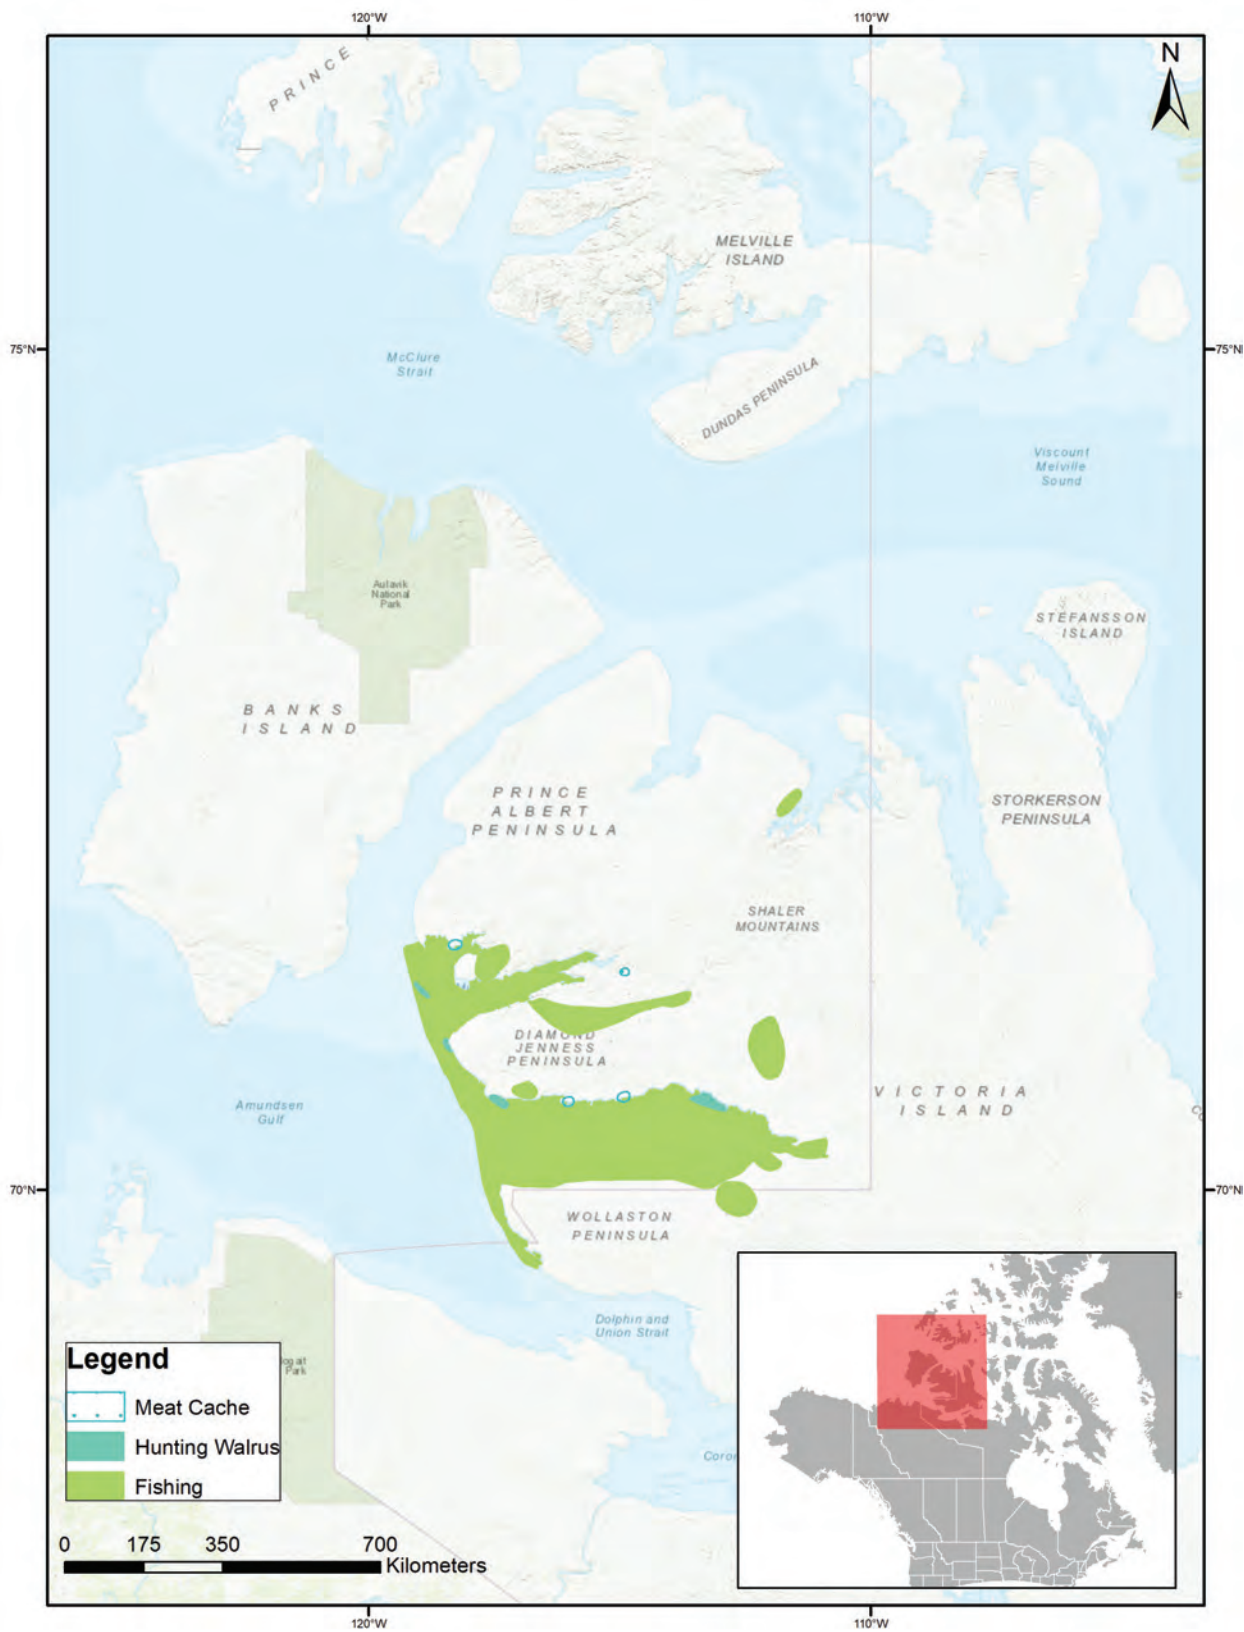 120°W
110°W
N
PRINCE
MELVILLE
ISLAND
75°N
75°N
McClure
Strait
DUNDAS PENINSULA
Viscount
Melville
Sound
Aulavik
National
Park
STEFANSSON
ISLAND
BANKS
ISLAND
PRINCE
ALBERT
PENINSULA
STORKERSON
PENINSULA
SHALER
MOUNTAINS
DIAMOND
JENNESS
PENINSULA
VICTORIA
ISLAND
Amundsen
Gulf
70°N
70°N
WOLLASTON
PENINSULA
Dolphin and
Union Strait
Park
Legend
Meat Cache
Hunting Walrus
Fishing
0 175 350 700
Kilometers
120°W
110°W